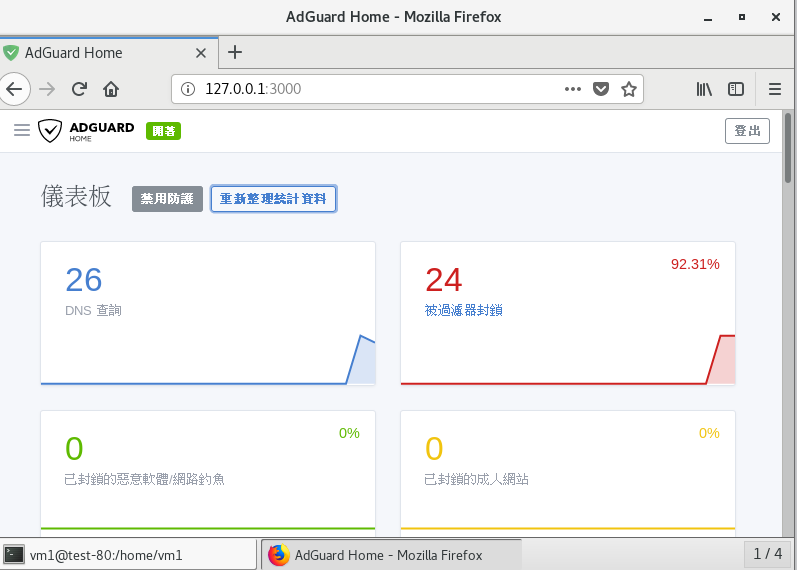 AdGuard Home - Mozilla Firefox
AdGuard Home
127.0.0.1:3000
ADGUARD
HOME
開著
登出
儀表板
禁用防護
重新整理統計資料
26
DNS 查詢
92.31%
24
被過濾器封鎖
0%
0
已封鎖的惡意軟體/網路釣魚
0%
0
已封鎖的成人網站
vm1@test-80:/home/vm1
AdGuard Home - Mozilla Firefox
1 / 4